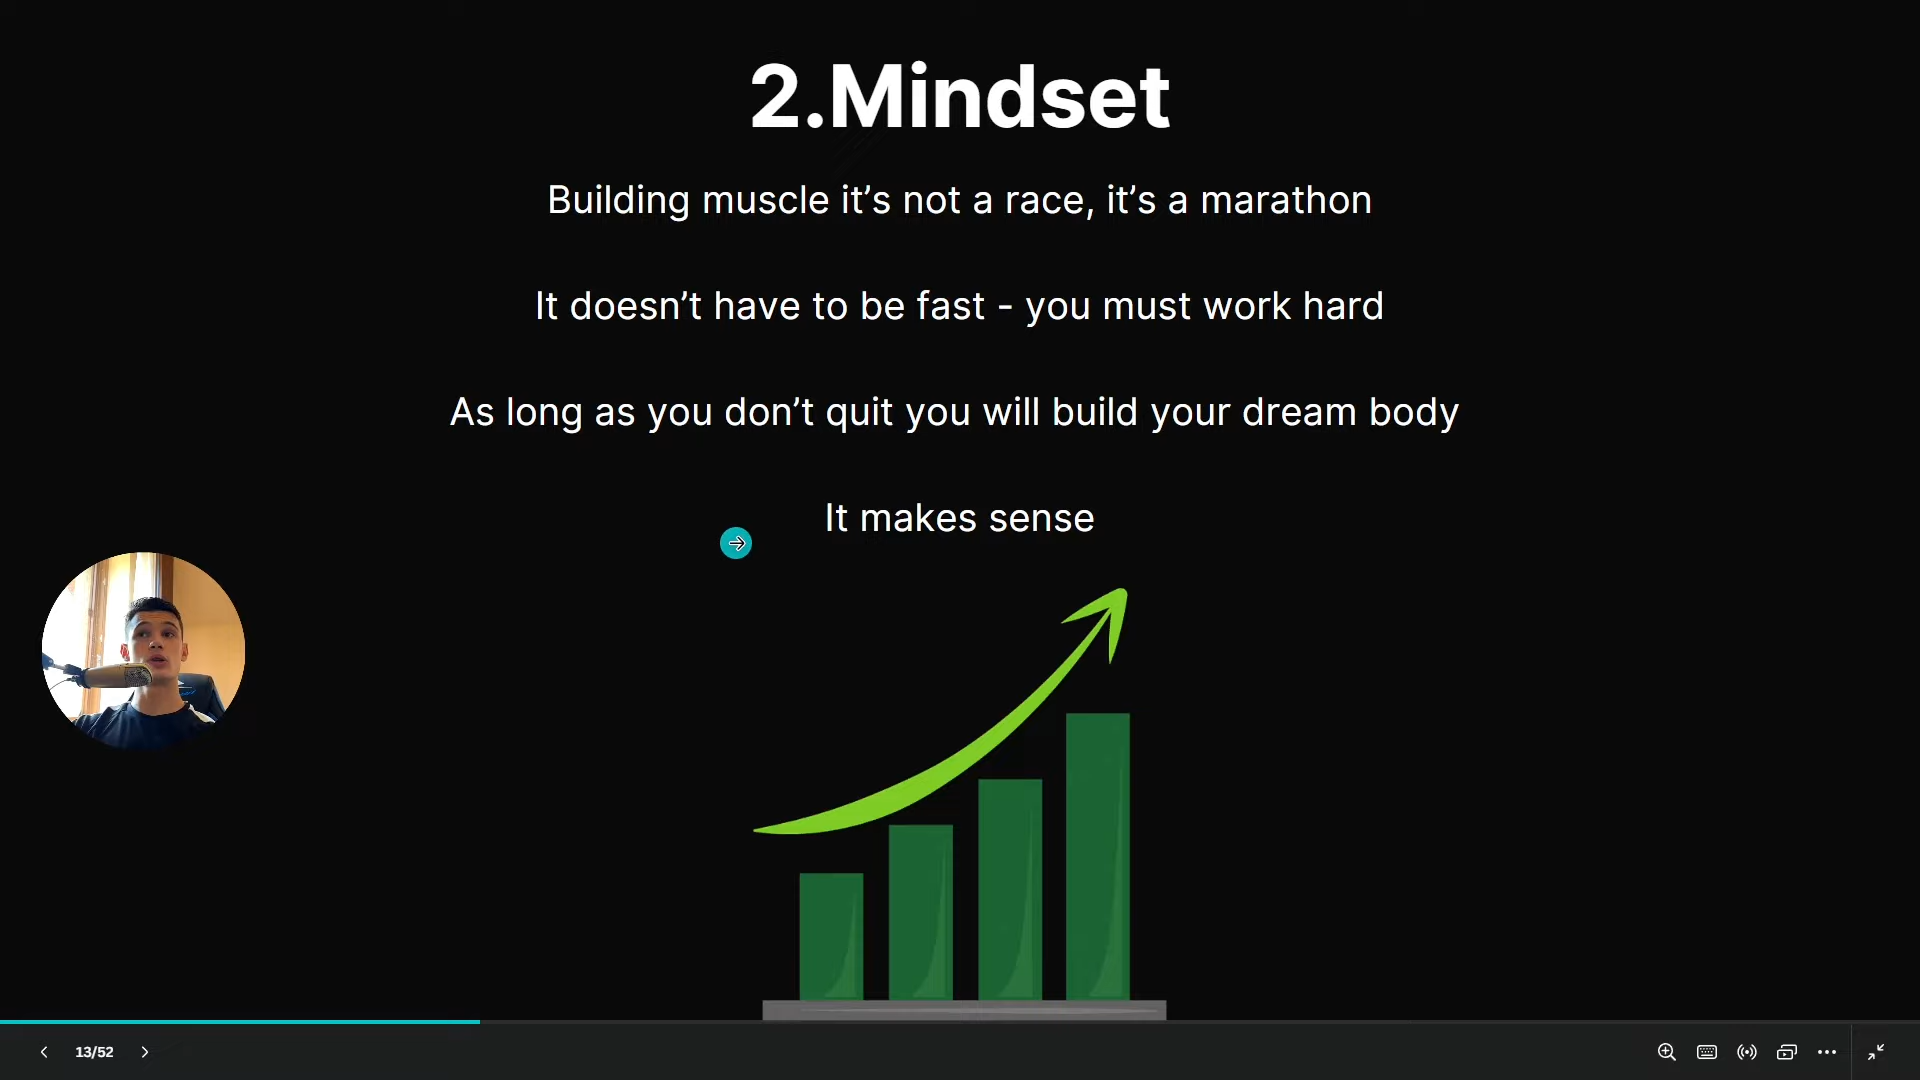 2.Mindset
Building muscle it’s not a race, it’s a marathon
It doesn’t have to be fast - you must work hard
As long as you don’t quit you will build your dream body
It makes sense
13/52